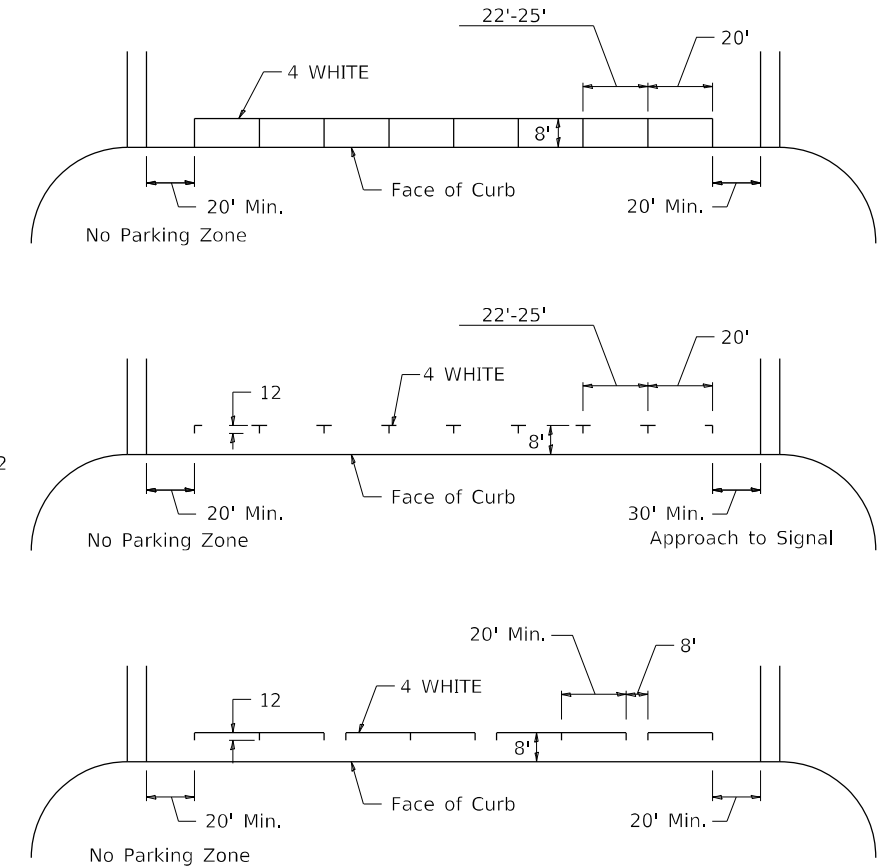 22'-25'
20'
4 WHITE
8'
Face of Curb
20' Min.
20' Min.
No Parking Zone
22'-25'
20'
4 WHITE
12
8'
2
Face of Curb
20' Min.
30' Min.
No Parking Zone
Approach to Signal
20' Min.
8'
4 WHITE
12
8'
Face of Curb
20' Min.
20' Min.
No Parking Zone